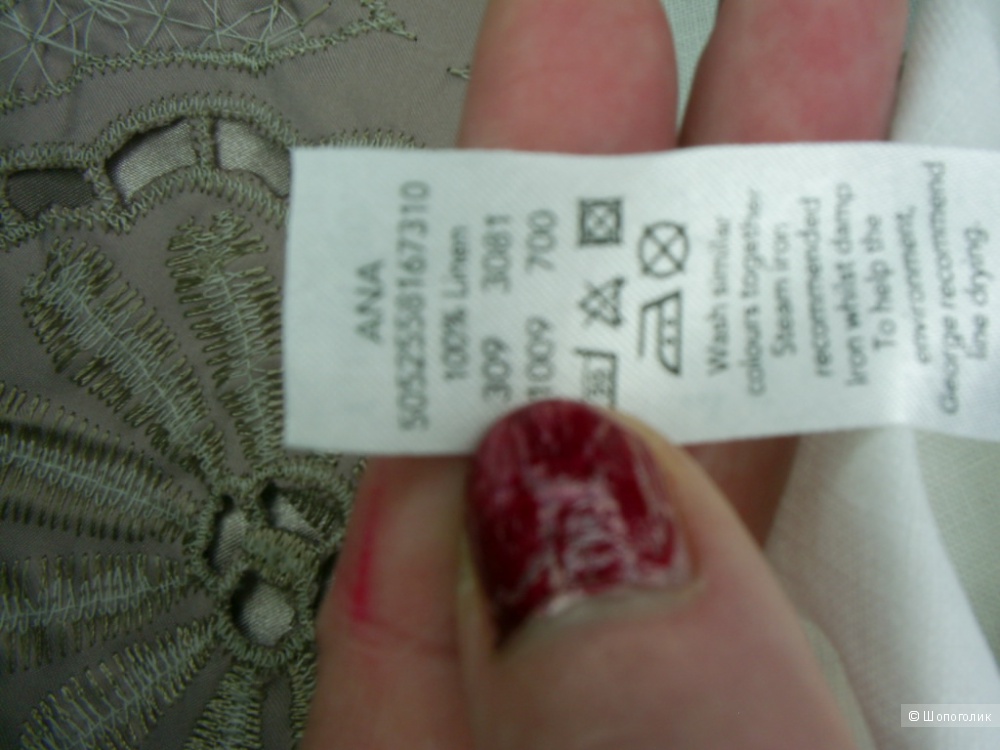 ANA
5052558167310
100% Linen
309 3081
1009 700
Wash similar
colours together
Steam iron
recommended
Iron whilst damp
To help the
environment,
George recommend
line drying.
© Шопоголик